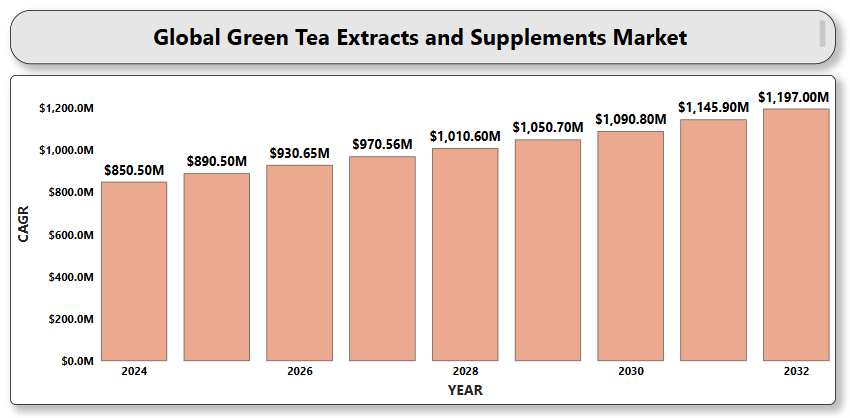 Global Green Tea Extracts and Supplements Market
$1,200.0M
$1,000.0M
$800.0M
$600.0M
$400.0M
$200.0M
$0.0M
CAGR
$850.50M
$890.50M
$930.65M
$970.56M
$1,010.60M
$1,050.70M
$1,090.80M
$1,145.90M
$1,197.00M
2024
2026
2028
2030
2032
YEAR